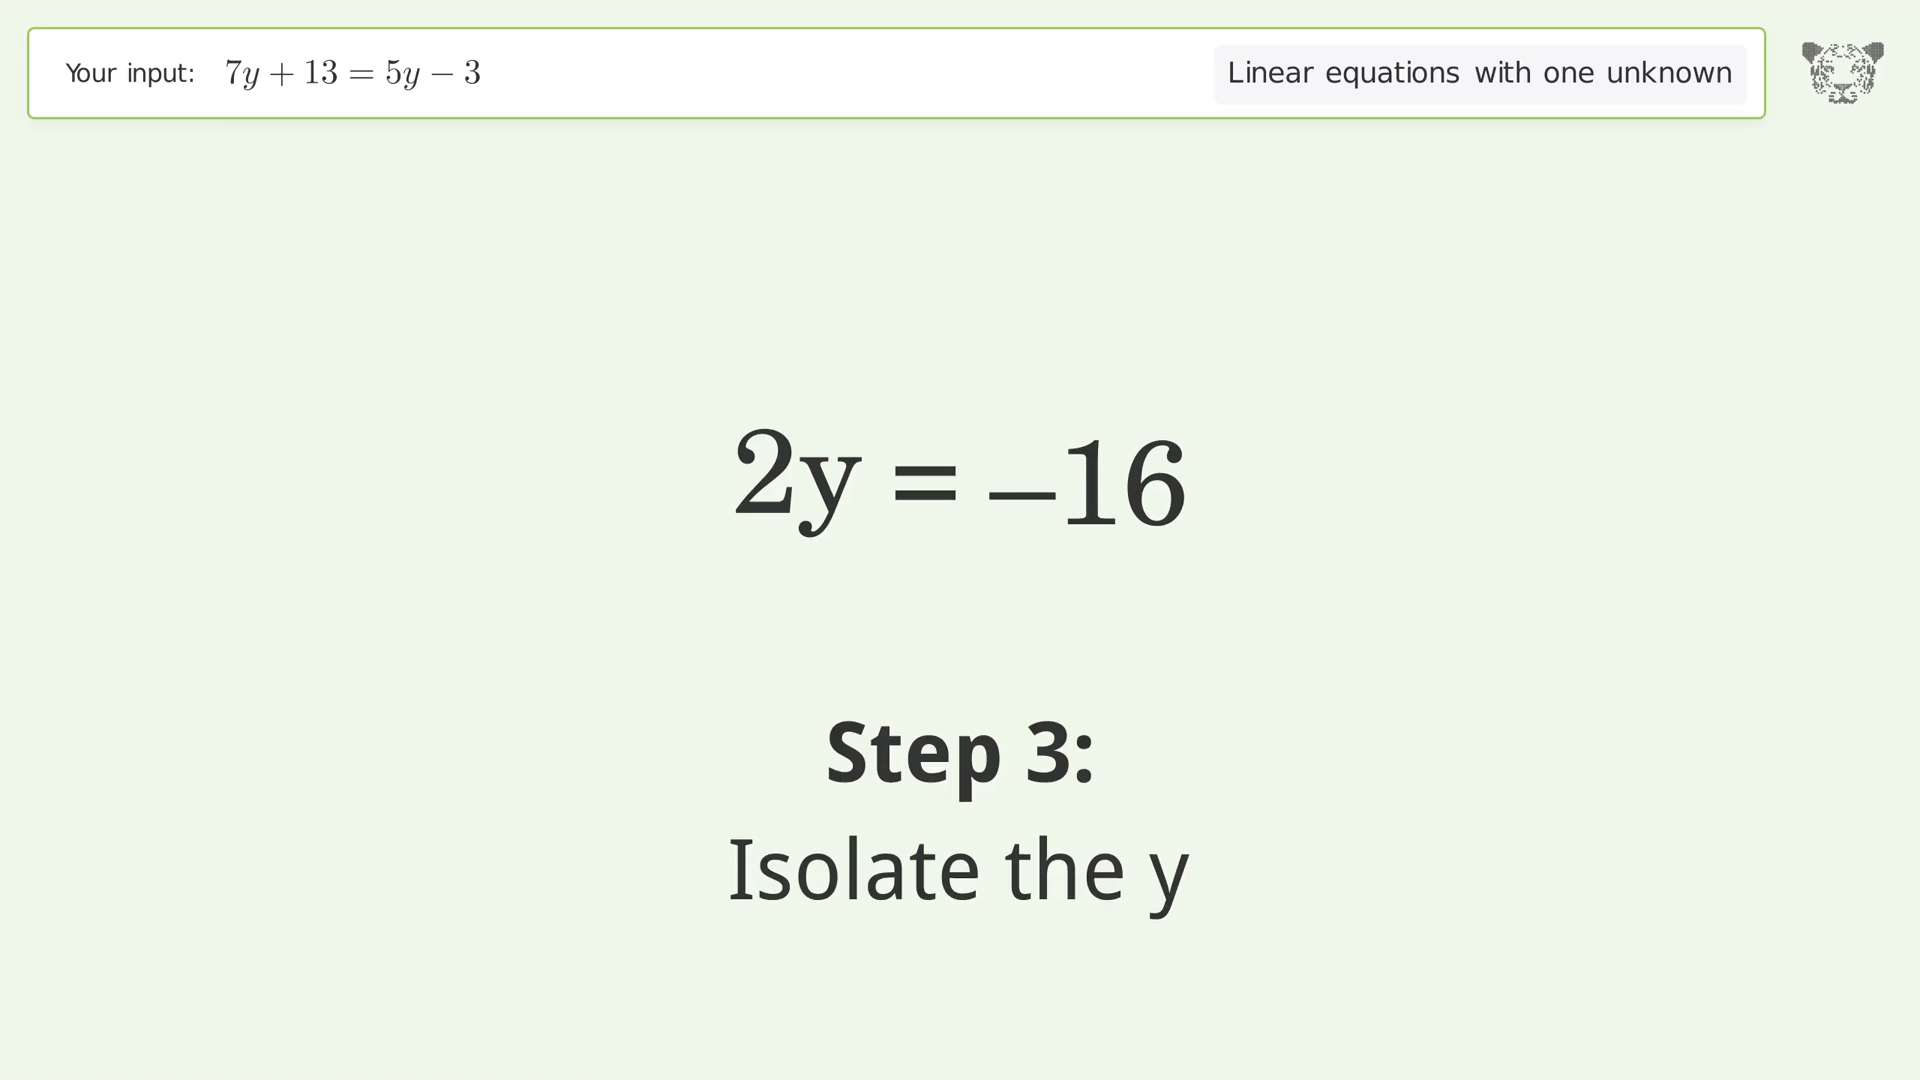 Your input: 7y + 13 = 5y − 3
Linear equations with one unknown
2y = −16
Step 3:
Isolate the y